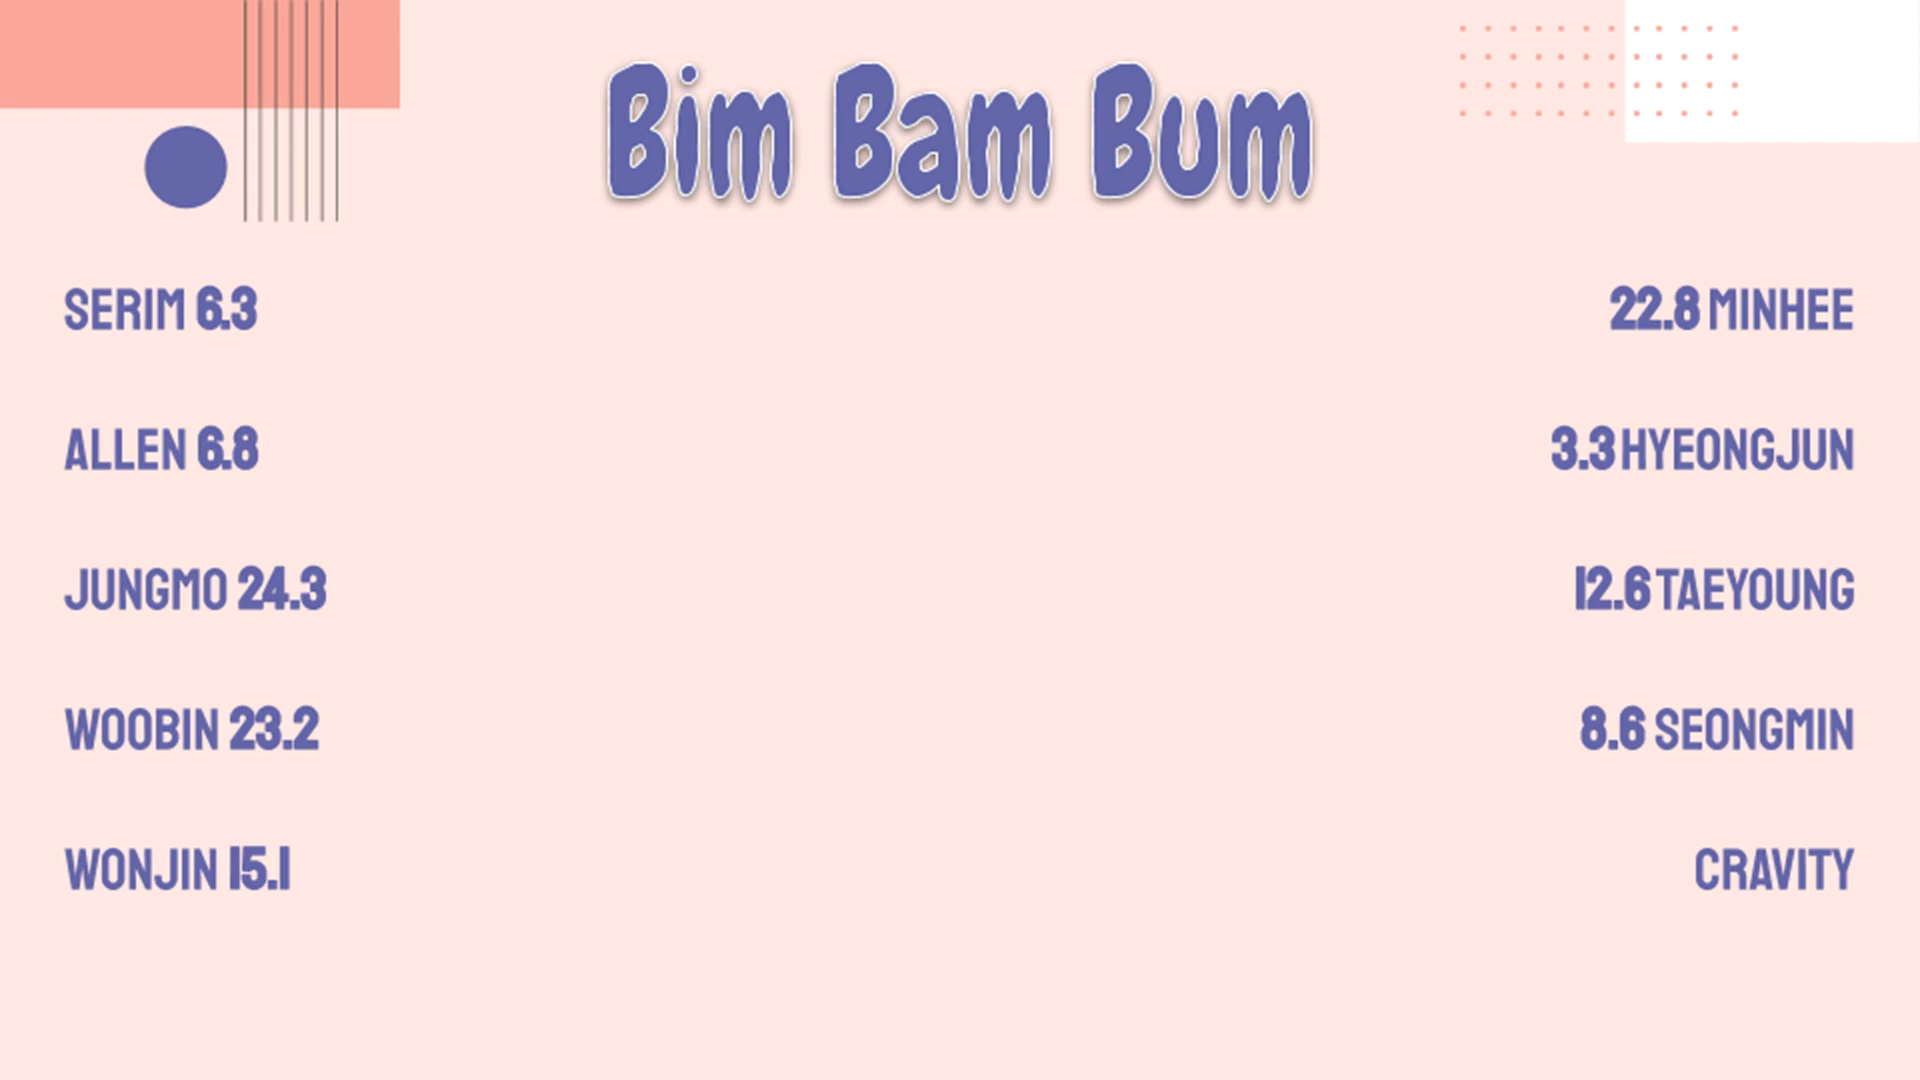 Bim Bam Bum
SERIM 6.3
ALLEN 6.8
JUNGMO 24.3
WOOBIN 23.2
WONJIN 15.1
22.8 MINHEE
3.3 HYEONGJUN
12.6 TAEYOUNG
8.6 SEONGMIN
CRAVITY